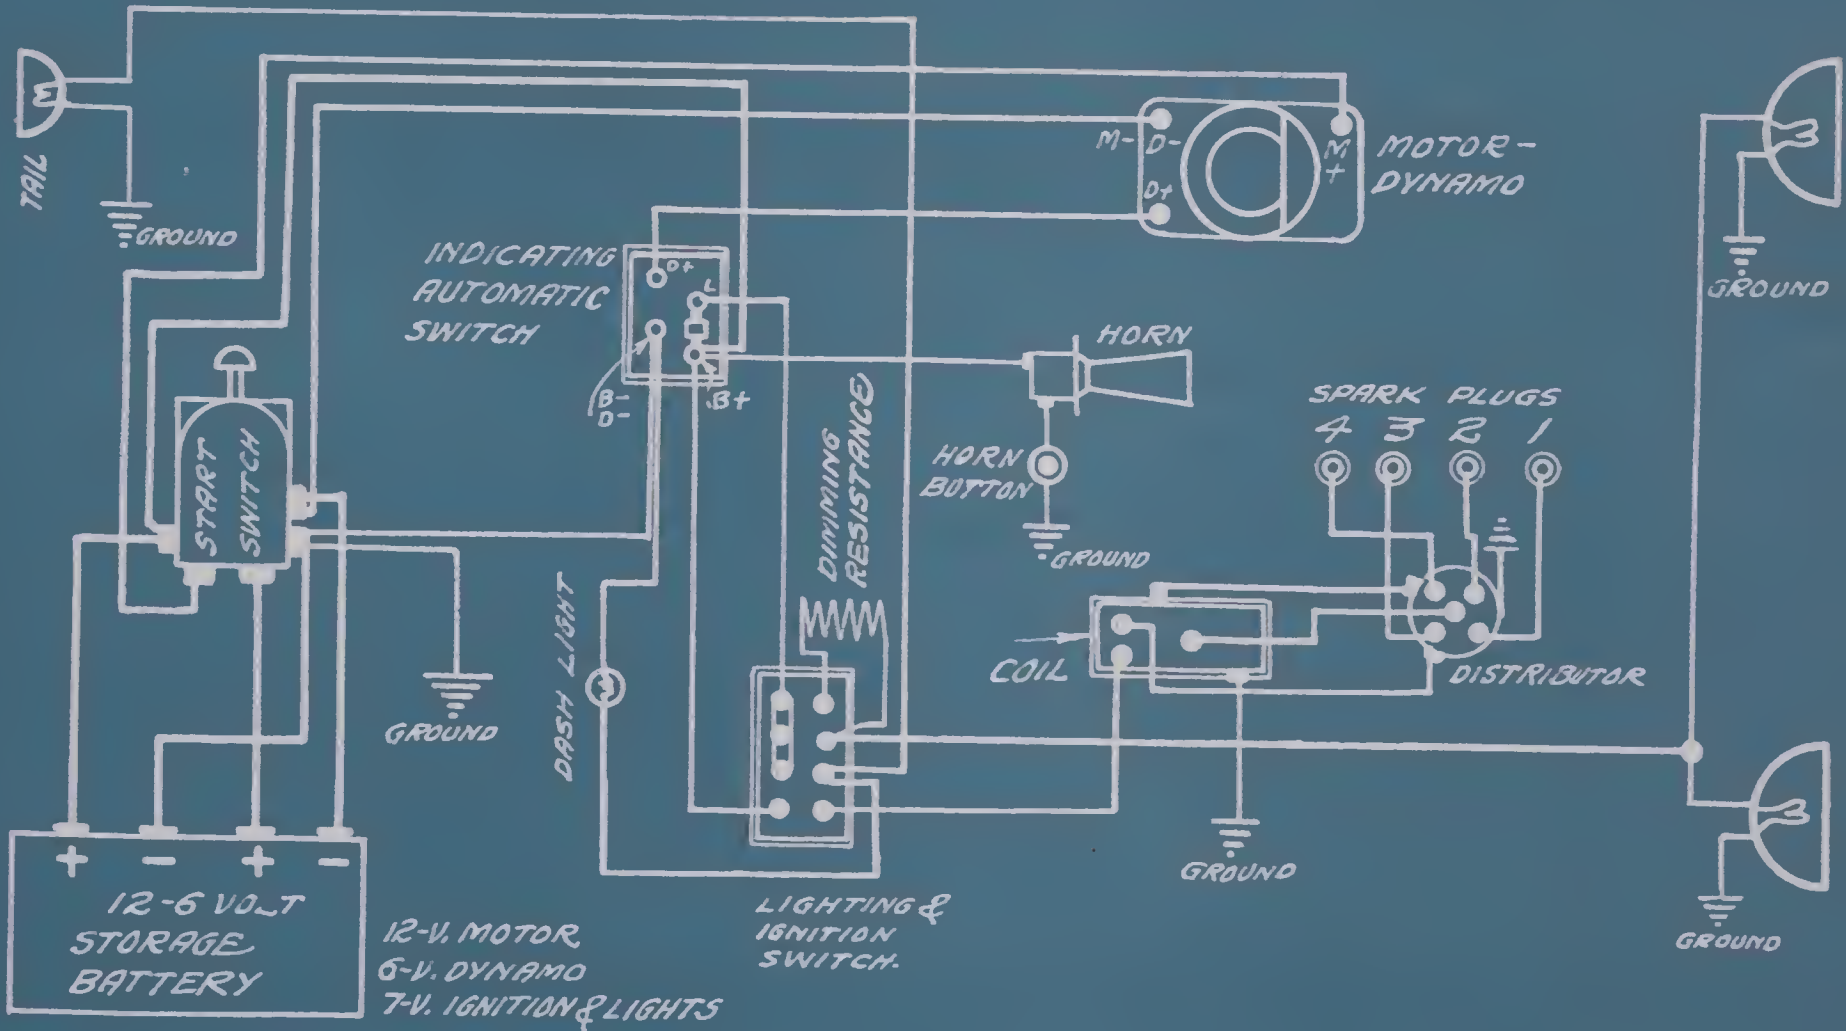 TAIL
GROUND
M- D-
D+
M
+
MOTOR-
DYNAMO
GROUND
INDICATING
AUTOMATIC
SWITCH
D+
L
B-
D-
B+
HORN
HORN
BUTTON
GROUND
SPARK PLUGS
4 3 2 1
START
SWITCH
GROUND
DIMMING
RESISTANCE
DASH LIGHT
COIL
DISTRIBUTOR
GROUND
GROUND
+ - + -
12-6 VOLT
STORAGE
BATTERY
12-V. MOTOR
6-V. DYNAMO
7-V. IGNITION & LIGHTS
LIGHTING &
IGNITION
SWITCH.